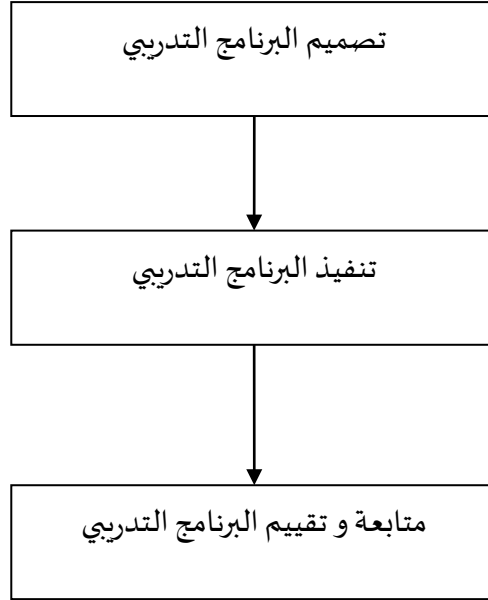 تصميم البرنامج التدريبي
تنفيذ البرنامج التدريبي
متابعة و تقييم البرنامج التدريبي